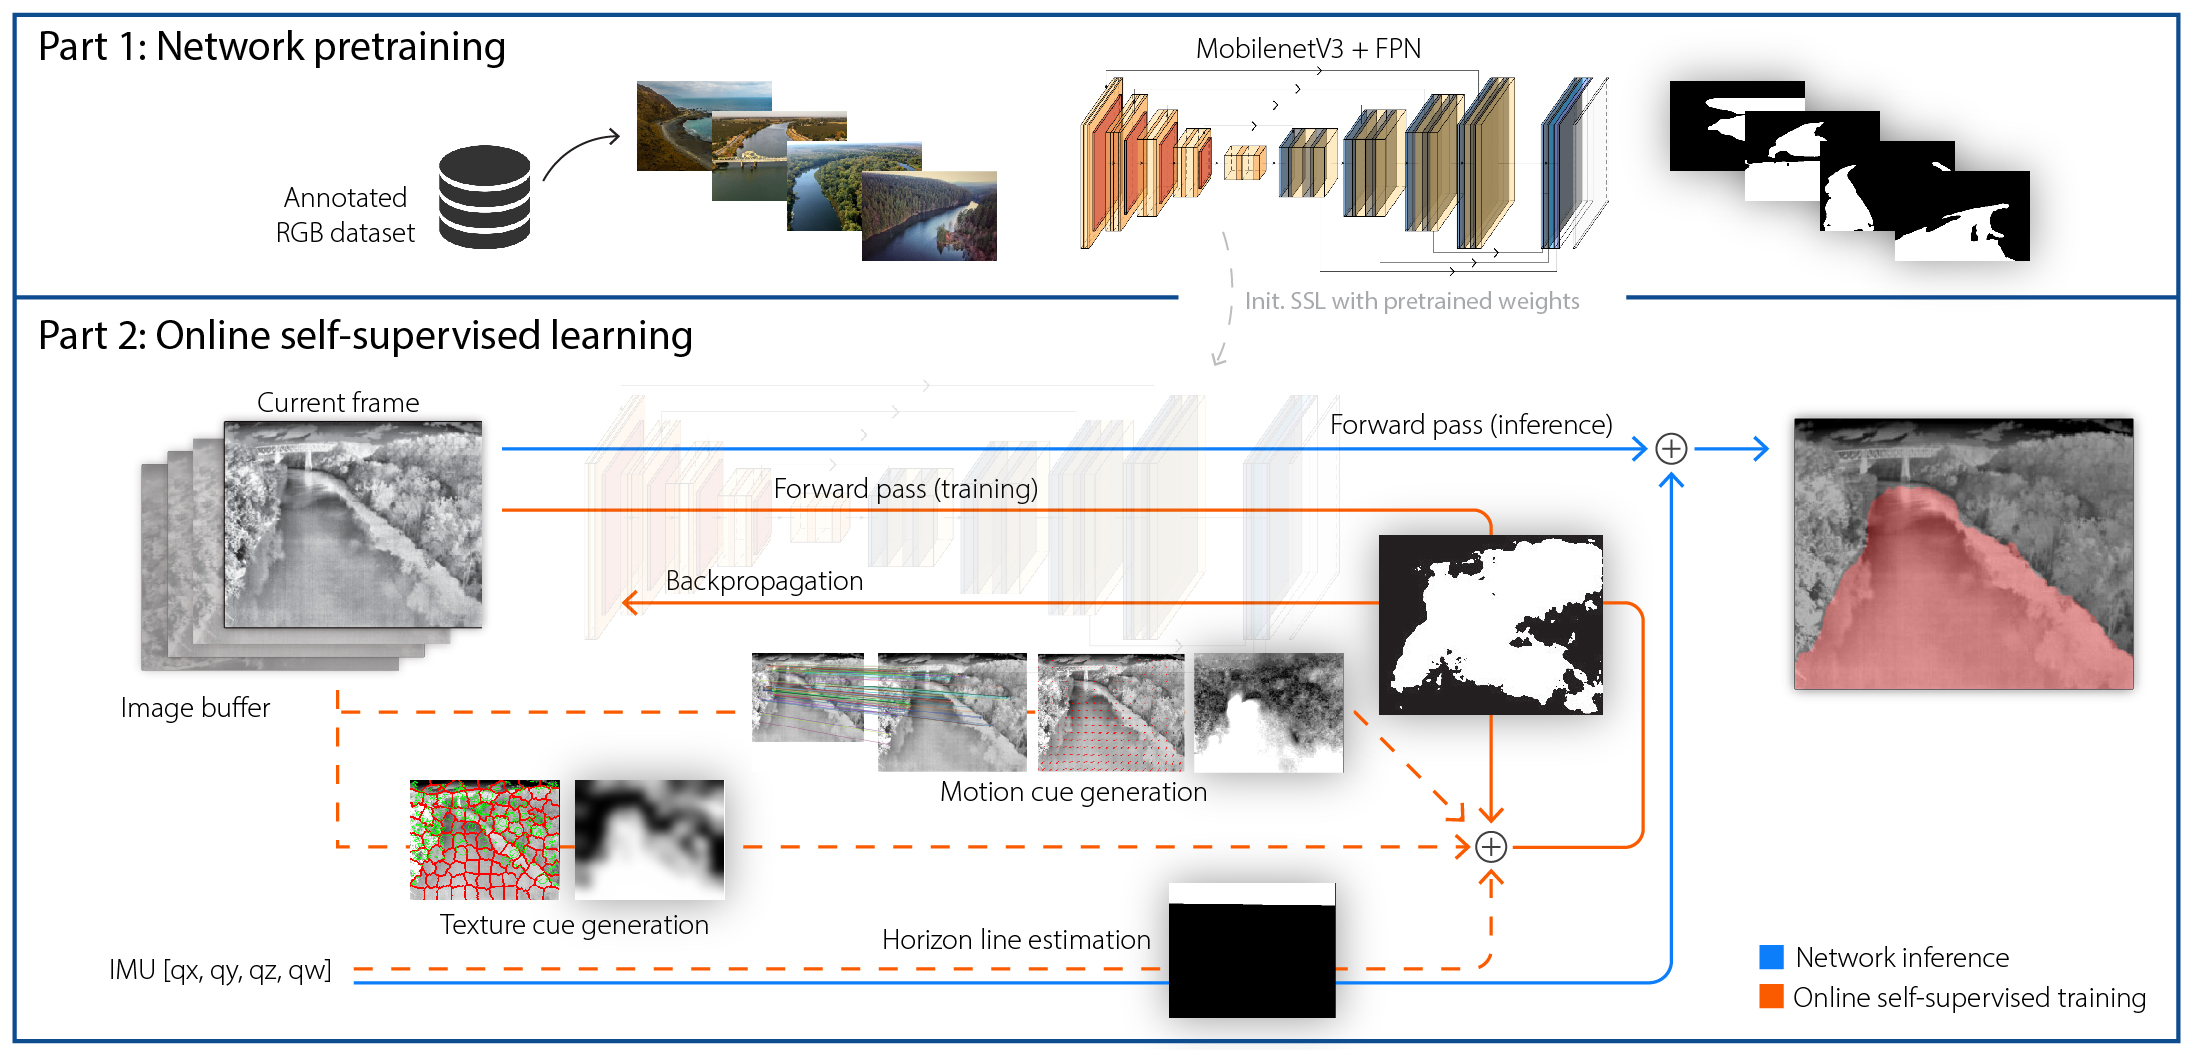 Part 1: Network pretraining
MobilenetV3 + FPN
Annotated
RGB dataset
Init. SSL with pretrained weights
Part 2: Online self-supervised learning
Current frame
Forward pass (inference)
Forward pass (training)
Backpropagation
Image buffer
Motion cue generation
Texture cue generation
Horizon line estimation
IMU [qx, qy, qz, qw]
Network inference
Online self-supervised training